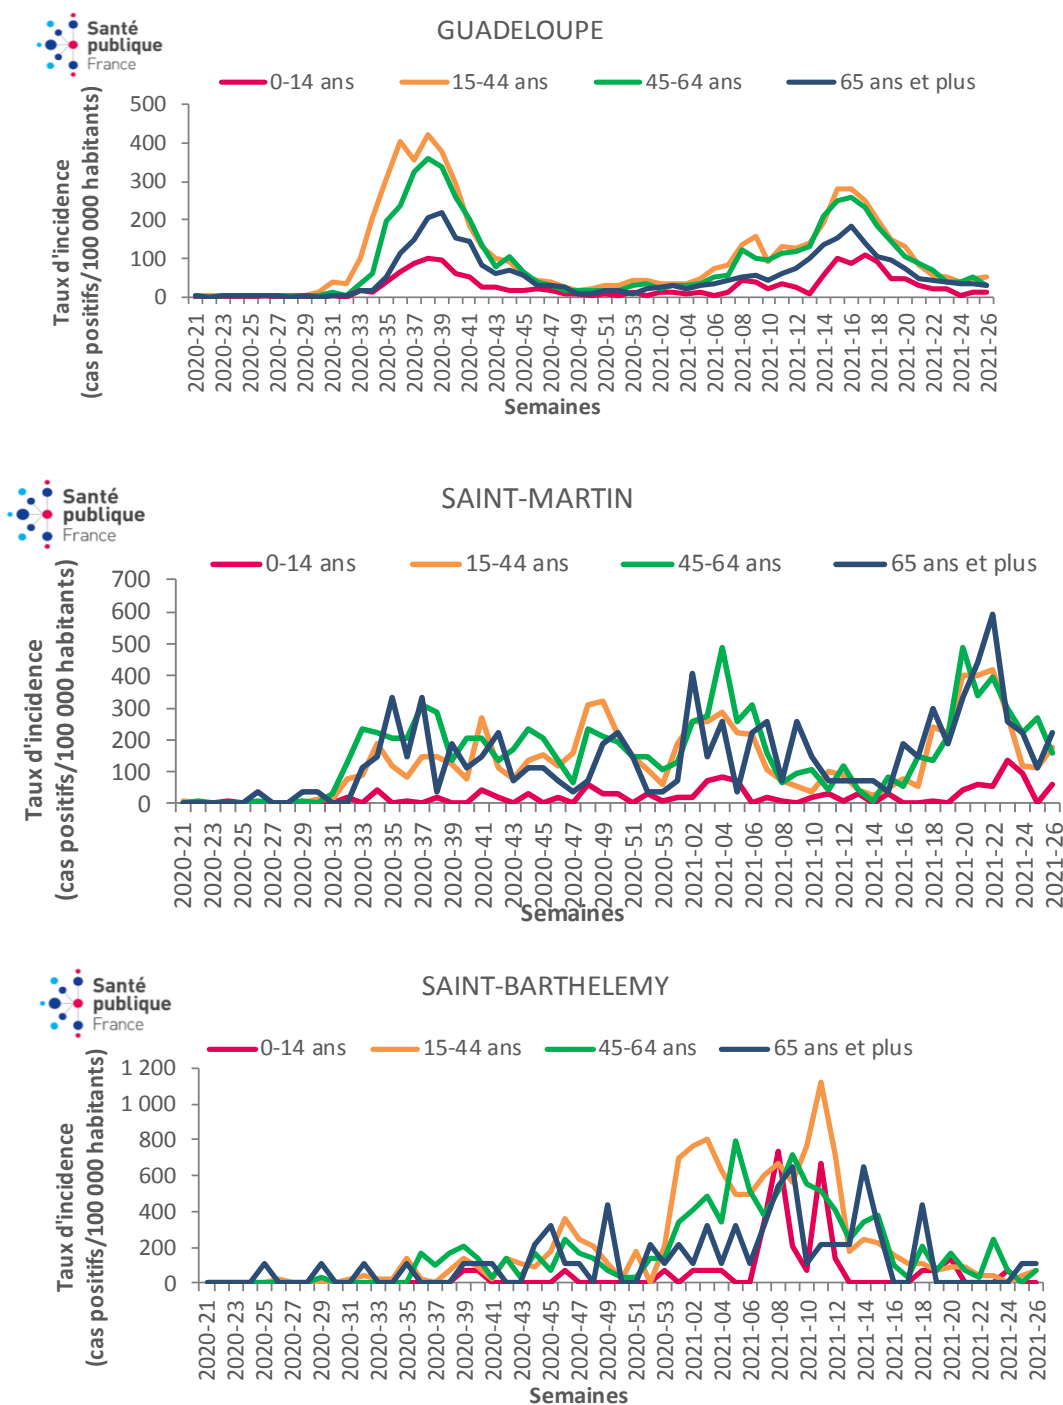 Santé
publique
France
GUADELOUPE
0-14 ans 15-44 ans 45-64 ans 65 ans et plus
Taux d'incidence
(cas positifs/100 000 habitants)
500
400
300
200
100
0
2020-21 2020-23 2020-25 2020-27 2020-29 2020-31 2020-33 2020-35 2020-37 2020-39 2020-41 2020-43 2020-45 2020-47 2020-49 2020-51 2020-53 2021-02 2021-04 2021-06 2021-08 2021-10 2021-12 2021-14 2021-16 2021-18 2021-20 2021-22 2021-24 2021-26
Semaines
Santé
publique
France
SAINT-MARTIN
0-14 ans 15-44 ans 45-64 ans 65 ans et plus
Taux d'incidence
(cas positifs/100 000 habitants)
700
600
500
400
300
200
100
0
2020-21 2020-23 2020-25 2020-27 2020-29 2020-31 2020-33 2020-35 2020-37 2020-39 2020-41 2020-43 2020-45 2020-47 2020-49 2020-51 2020-53 2021-02 2021-04 2021-06 2021-08 2021-10 2021-12 2021-14 2021-16 2021-18 2021-20 2021-22 2021-24 2021-26
Semaines
Santé
publique
France
SAINT-BARTHELEMY
0-14 ans 15-44 ans 45-64 ans 65 ans et plus
Taux d'incidence
(cas positifs/100 000 habitants)
1 200
1 000
800
600
400
200
0
2020-21 2020-23 2020-25 2020-27 2020-29 2020-31 2020-33 2020-35 2020-37 2020-39 2020-41 2020-43 2020-45 2020-47 2020-49 2020-51 2020-53 2021-02 2021-04 2021-06 2021-08 2021-10 2021-12 2021-14 2021-16 2021-18 2021-20 2021-22 2021-24 2021-26
Semaines